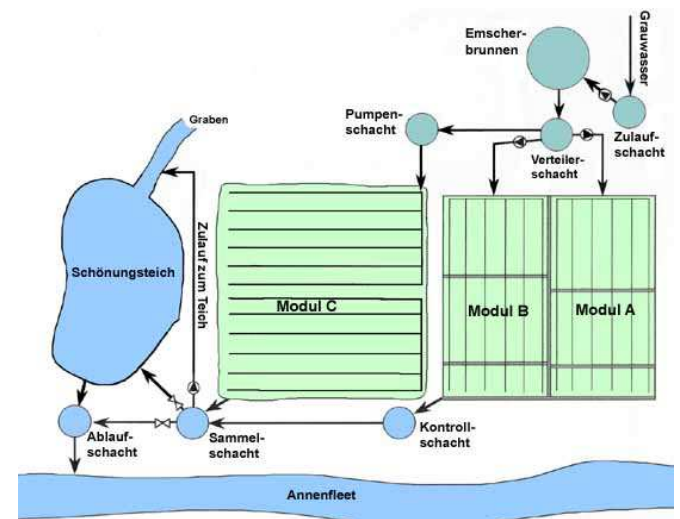 Emscher-
brunnen
Grauwasser
Pumpen-
schacht
Zulauf-
schacht
Verteiler-
schacht
Graben
Zulauf zum Teich
Schönungsteich
Modul C
Modul B
Modul A
Ablauf-
schacht
Sammel-
schacht
Kontroll-
schacht
Annenfleet